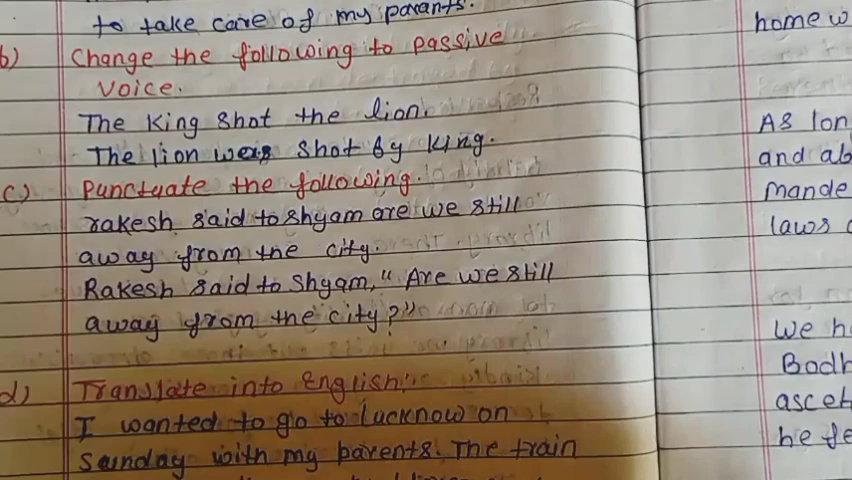 to take care of my parants.
b) Change the following to passive
voice.
The King Shot the lion.
The lion was Shot by King.
c) Punctuate the following.
rakesh said to Shyam are we still
away from the city.
Rakesh said to Shyam, "Are we still
away from the city?"
d) Translate into English:
I wanted to go to lucknow on
Sunday with my parents. The train
home w
As lon
and ab
mande
laws
we h
Bodh
ascet
he fe